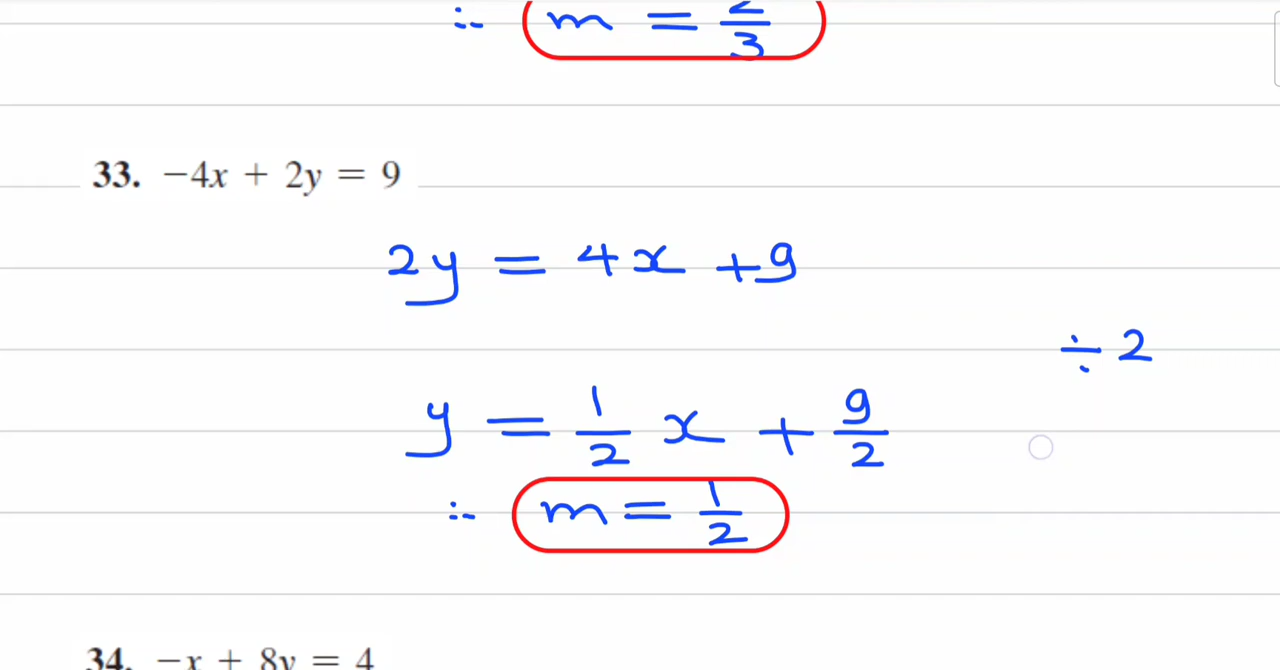 ∴ m = 2/3
33. −4x + 2y = 9
2y = 4x + 9
÷ 2
y = 1/2 x + 9/2
∴ m = 1/2
34. −x + 8y = 4